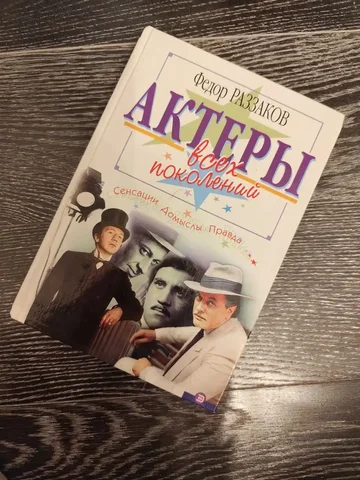 Федор РАЗЗАКОВ
АКТЕРЫ
всех
поколений
Сенсации Домыслы Правда